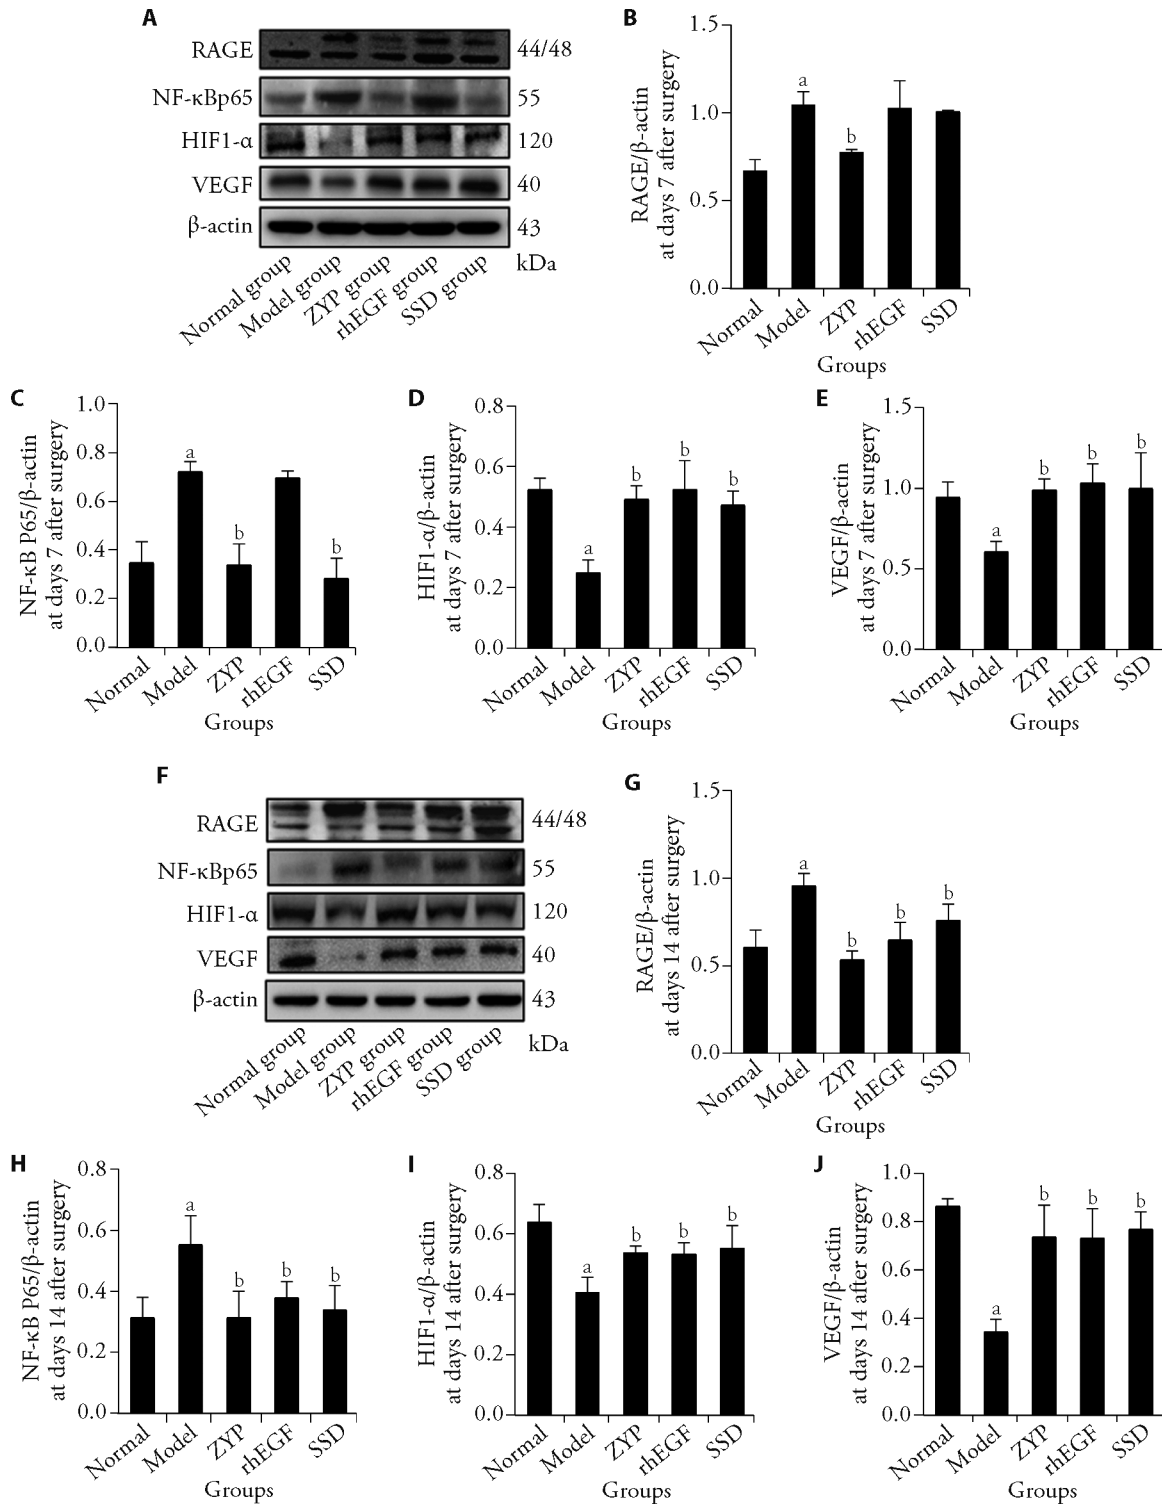 A
RAGE
44/48
NF-κBp65
55
HIF1-α
120
VEGF
40
β-actin
43
kDa
Normal group
Model group
ZYP group
rhEGF group
SSD group
B
RAGE/β-actin
at days 7 after surgery
1.5
1.0
0.5
0.0
a
b
Normal
Model
ZYP
rhEGF
SSD
Groups
C
NF-κB P65/β-actin
at days 7 after surgery
1.0
0.8
0.6
0.4
0.2
0.0
a
b
b
Normal
Model
ZYP
rhEGF
SSD
Groups
D
HIF1-α/β-actin
at days 7 after surgery
0.8
0.6
0.4
0.2
0.0
a
b
b
b
Normal
Model
ZYP
rhEGF
SSD
Groups
E
VEGF/β-actin
at days 7 after surgery
1.5
1.0
0.5
0.0
a
b
b
b
Normal
Model
ZYP
rhEGF
SSD
Groups
F
RAGE
44/48
NF-κBp65
55
HIF1-α
120
VEGF
40
β-actin
43
kDa
Normal group
Model group
ZYP group
rhEGF group
SSD group
G
RAGE/β-actin
at days 14 after surgery
1.5
1.0
0.5
0.0
a
b
b
b
Normal
Model
ZYP
rhEGF
SSD
Groups
H
NF-κB P65/β-actin
at days 14 after surgery
0.8
0.6
0.4
0.2
0.0
a
b
b
b
Normal
Model
ZYP
rhEGF
SSD
Groups
I
HIF1-α/β-actin
at days 14 after surgery
0.8
0.6
0.4
0.2
0.0
a
b
b
b
Normal
Model
ZYP
rhEGF
SSD
Groups
J
VEGF/β-actin
at days 14 after surgery
1.0
0.8
0.6
0.4
0.2
0.0
a
b
b
b
Normal
Model
ZYP
rhEGF
SSD
Groups